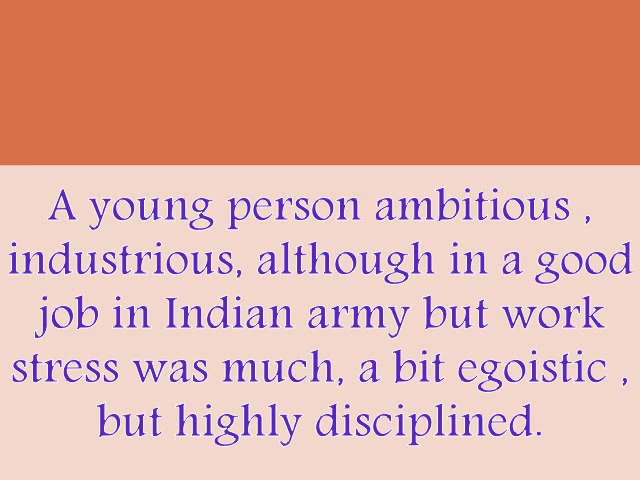 A young person ambitious ,
industrious, although in a good
job in Indian army but work
stress was much, a bit egoistic ,
but highly disciplined.